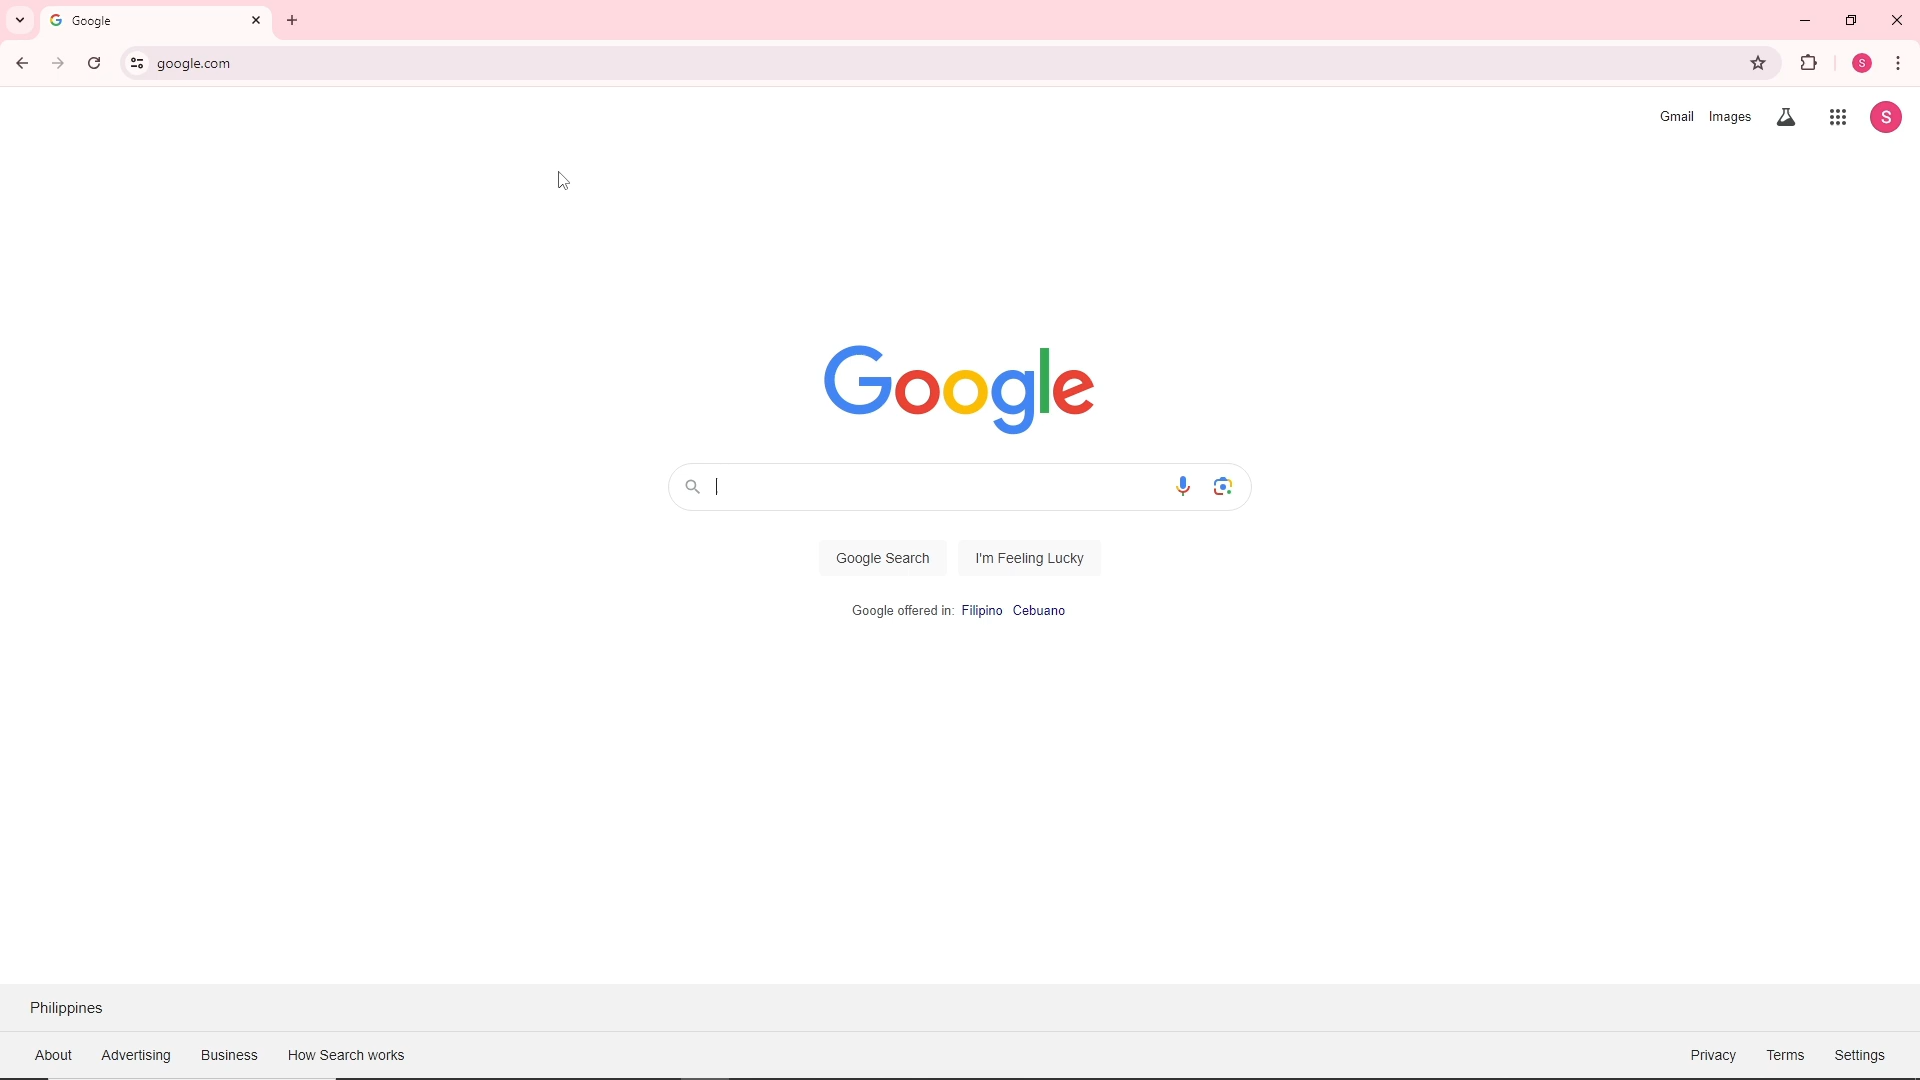 Google
google.com
S
Gmail Images
S
Google
Google Search I'm Feeling Lucky
Google offered in: Filipino Cebuano
Philippines
About Advertising Business How Search works Privacy Terms Settings